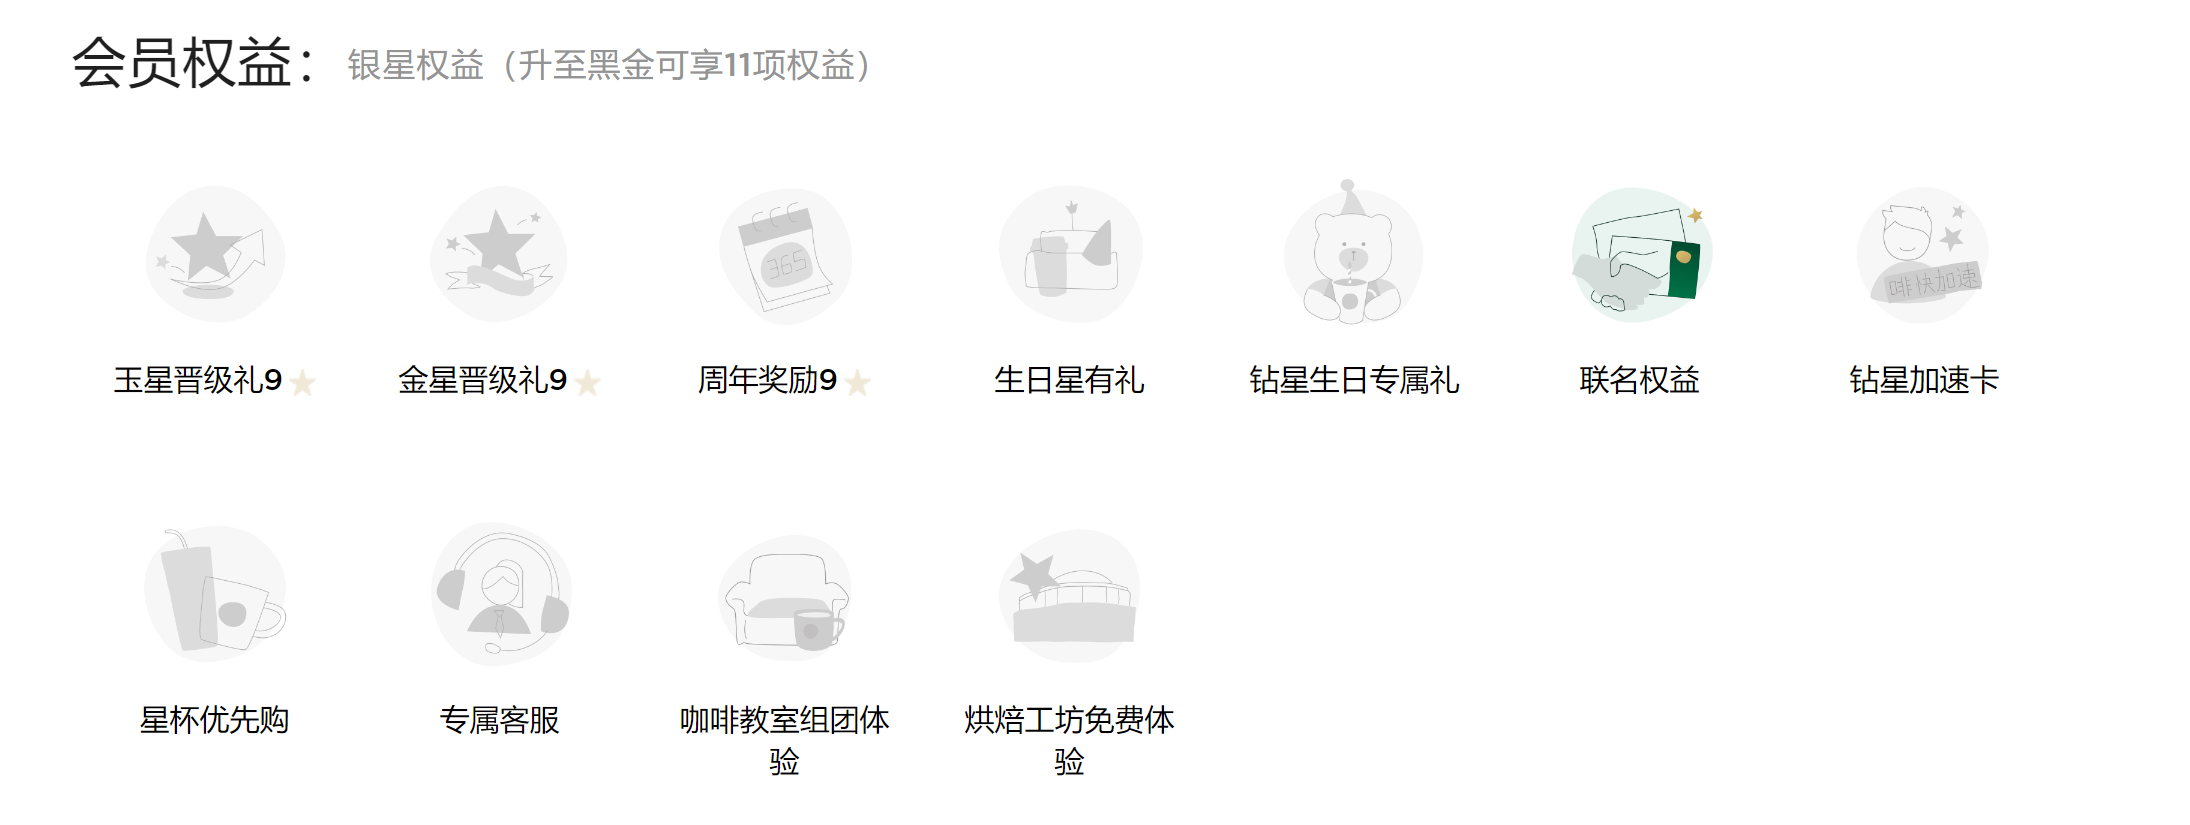 会员权益：银星权益（升至黑金可享11项权益）
365
啡快加速
玉星晋级礼9
金星晋级礼9
周年奖励9
生日星有礼
钻星生日专属礼
联名权益
钻星加速卡
星杯优先购
专属客服
咖啡教室组团体
验
烘焙工坊免费体
验